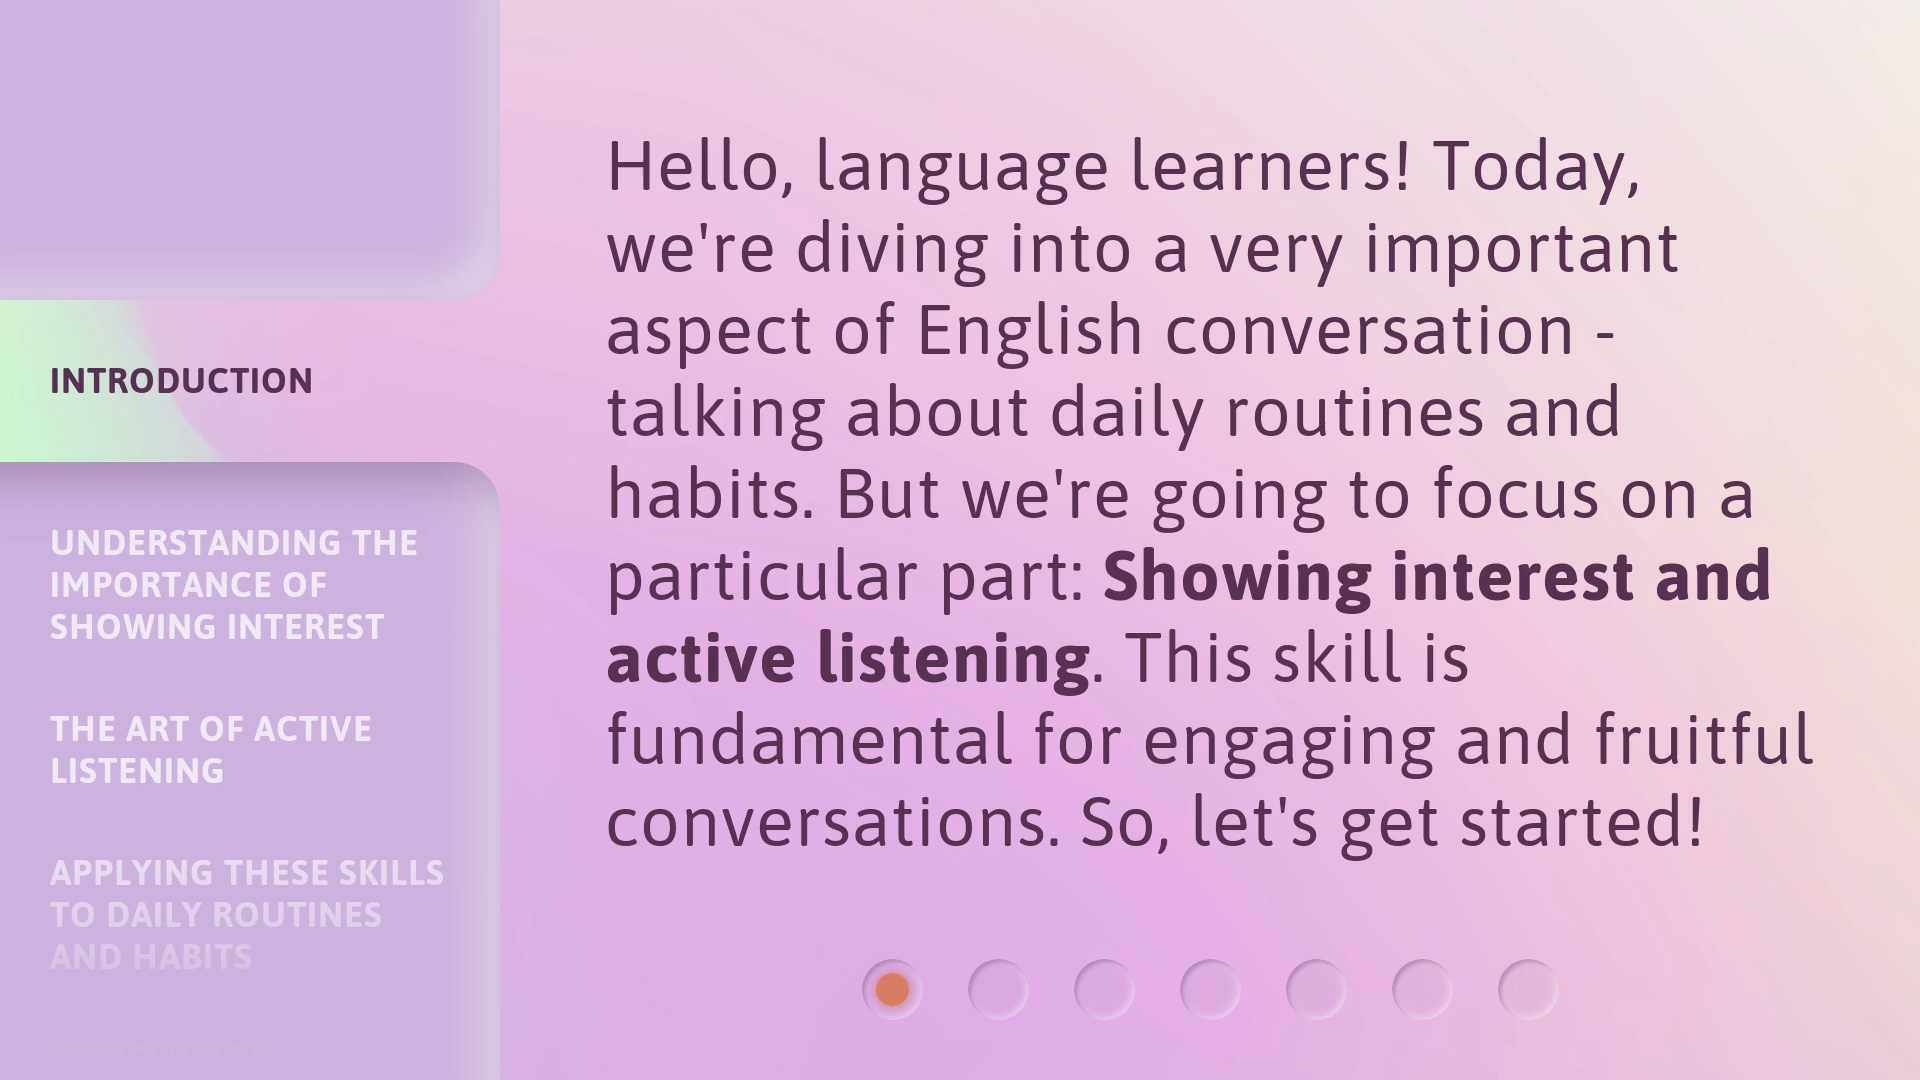 INTRODUCTION
UNDERSTANDING THE
IMPORTANCE OF
SHOWING INTEREST
THE ART OF ACTIVE
LISTENING
APPLYING THESE SKILLS
TO DAILY ROUTINES
AND HABITS
CONCLUSION
Hello, language learners! Today,
we're diving into a very important
aspect of English conversation -
talking about daily routines and
habits. But we're going to focus on a
particular part: Showing interest and
active listening. This skill is
fundamental for engaging and fruitful
conversations. So, let's get started!